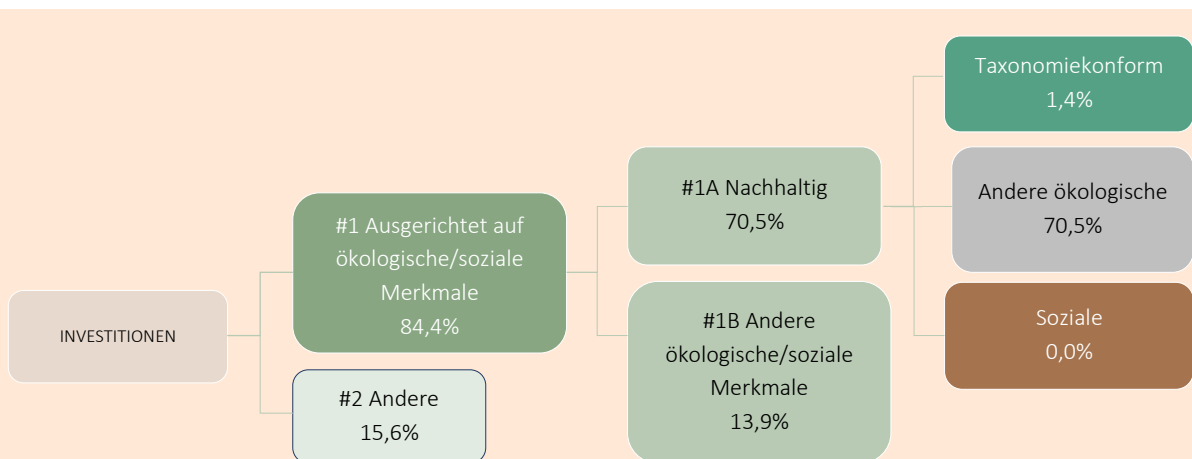 INVESTITIONEN
#1 Ausgerichtet auf
ökologische/soziale
Merkmale
84,4%
#2 Andere
15,6%
#1A Nachhaltig
70,5%
#1B Andere
ökologische/soziale
Merkmale
13,9%
Taxonomiekonform
1,4%
Andere ökologische
70,5%
Soziale
0,0%